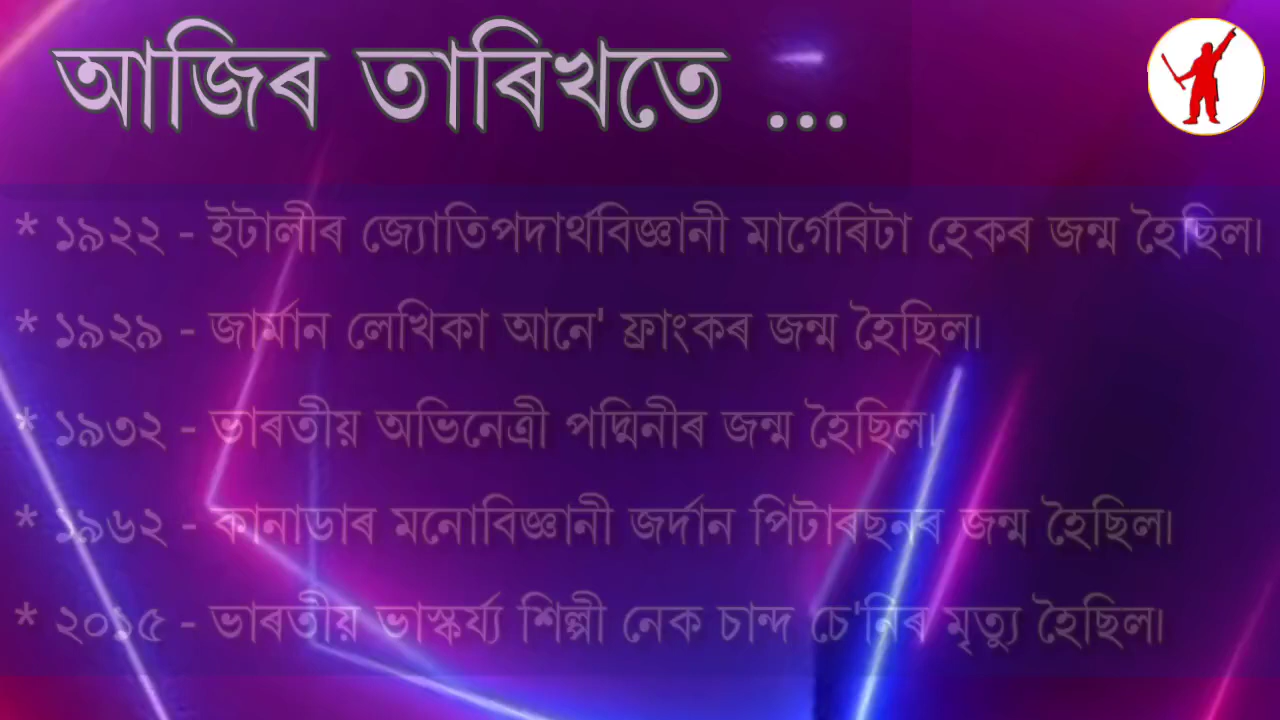 আজিৰ তাৰিখতে ...
* ১৯২২ - ইটালীৰ জ্যোতিপদাৰ্থবিজ্ঞানী মাৰ্গেৰিটা হেকৰ জন্ম হৈছিল।
* ১৯২৯ - জাৰ্মান লেখিকা আনে' ফ্ৰাংকৰ জন্ম হৈছিল।
* ১৯৩২ - ভাৰতীয় অভিনেত্ৰী পদ্মিনীৰ জন্ম হৈছিল।
* ১৯৬২ - কানাডাৰ মনোবিজ্ঞানী জৰ্দান পিটাৰছনৰ জন্ম হৈছিল।
* ২০১৫ - ভাৰতীয় ভাস্কৰ্য্য শিল্পী নেক চান্দ চে'নিৰ মৃত্যু হৈছিল।